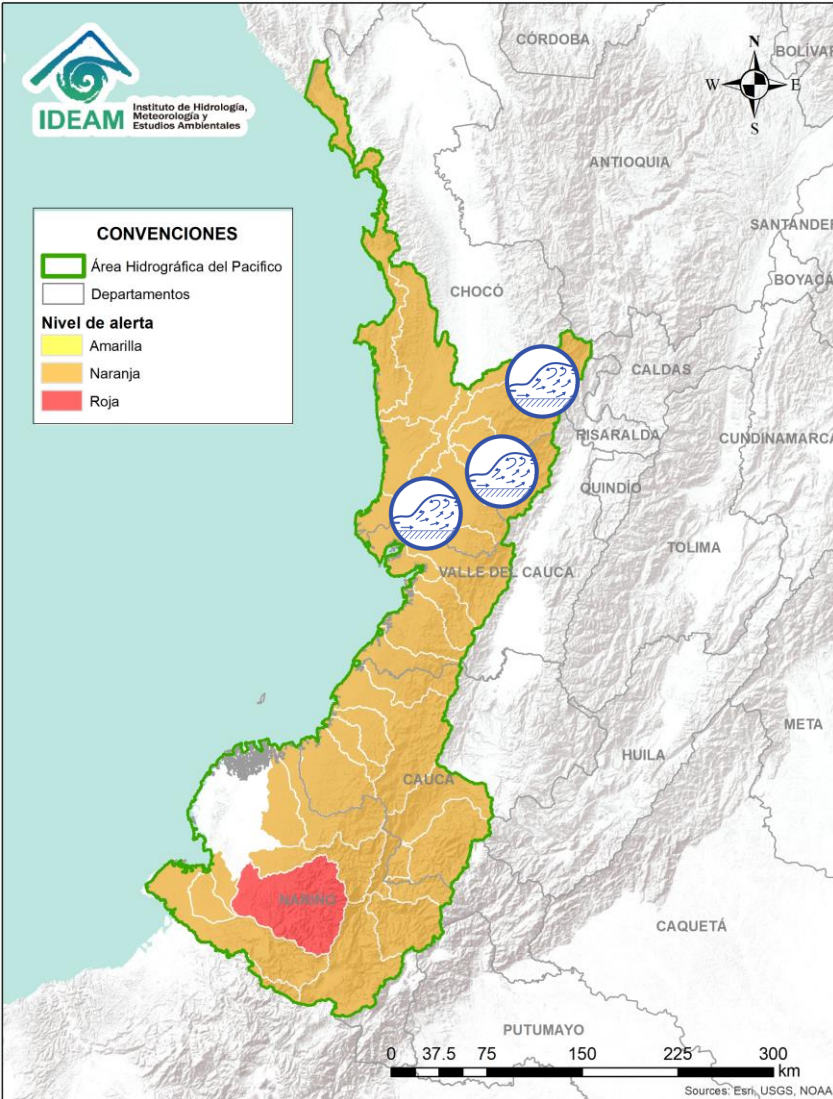 IDEAM
Instituto de Hidrología,
Meteorología y
Estudios Ambientales
N
W
E
S
CÓRDOBA
BOLÍVAR
ANTIOQUIA
SANTANDER
BOYACÁ
CHOCÓ
CALDAS
RISARALDA
CUNDINAMARCA
QUINDÍO
TOLIMA
VALLE DEL CAUCA
META
HUILA
CAUCA
NARIÑO
CAQUETÁ
PUTUMAYO
CONVENCIONES
Área Hidrográfica del Pacifico
Departamentos
Nivel de alerta
Amarilla
Naranja
Roja
0 37.5 75 150 225 300
km
Sources: Esri, USGS, NOAA